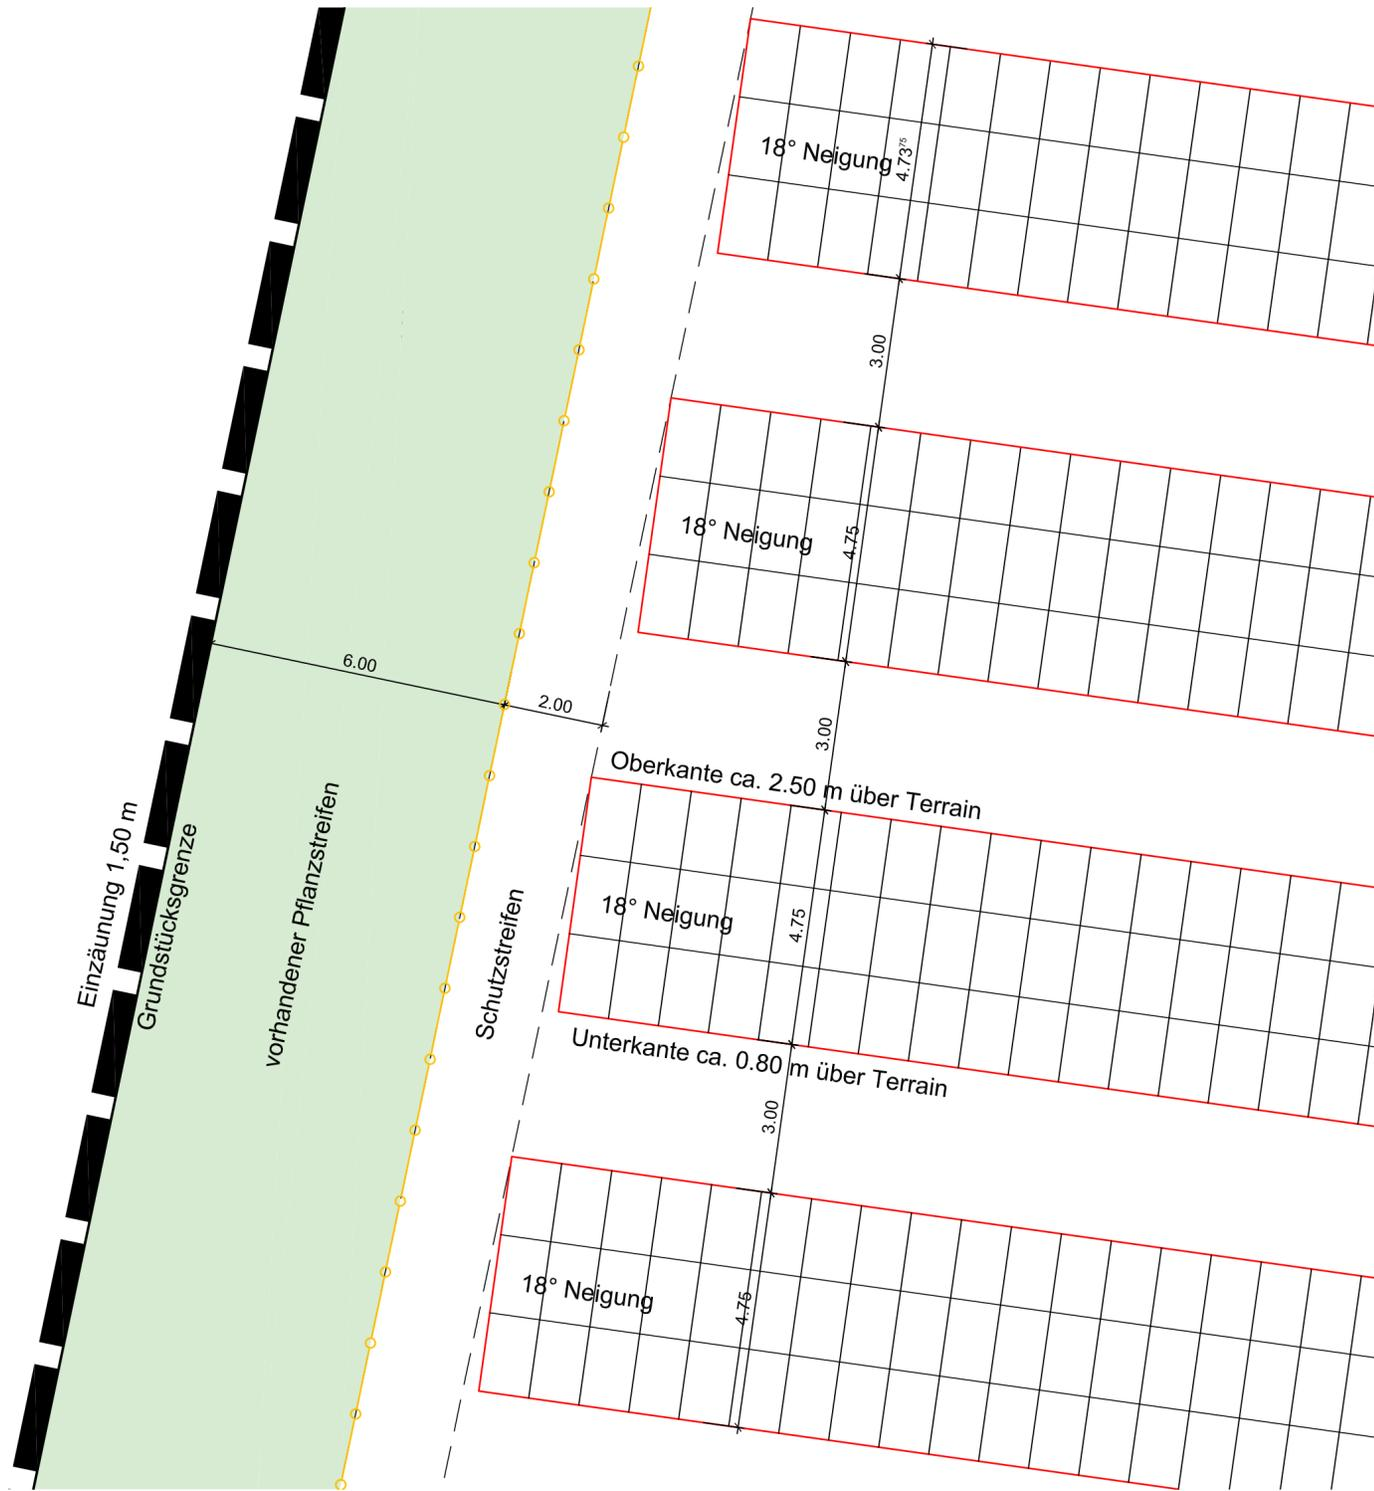 18° Neigung
4.73⁷⁵
3.00
18° Neigung
4.75
6.00
2.00
3.00
Oberkante ca. 2.50 m über Terrain
Einzäunung 1,50 m
Grundstücksgrenze
vorhandener Pflanzstreifen
Schutzstreifen
18° Neigung
4.75
Unterkante ca. 0.80 m über Terrain
3.00
18° Neigung
4.75